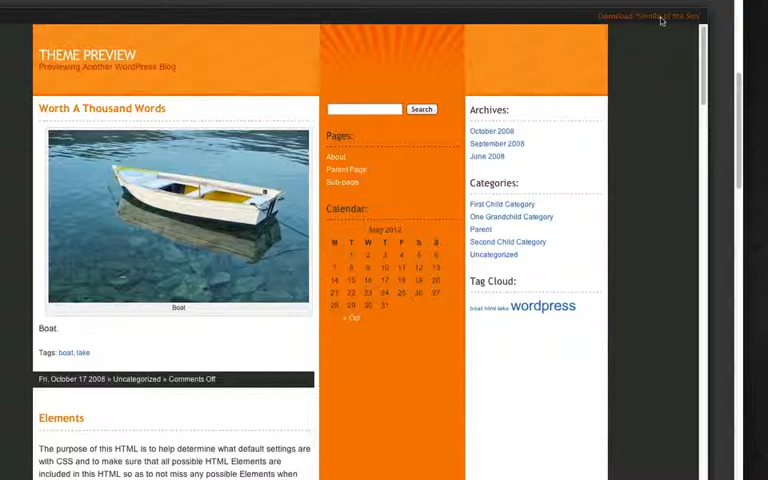 Download "Streaks of the Sun"
THEME PREVIEW
Previewing Another WordPress Blog
Worth A Thousand Words
Boat
Boat.
Tags: boat, lake
Fri, October 17 2008 » Uncategorized » Comments Off
Elements
The purpose of this HTML is to help determine what default settings are
with CSS and to make sure that all possible HTML Elements are
included in this HTML so as to not miss any possible Elements when
Search
Pages:
About
Parent Page
Sub-page
Calendar:
May 2012
M T W T F S S
1 2 3 4 5 6
7 8 9 10 11 12 13
14 15 16 17 18 19 20
21 22 23 24 25 26 27
28 29 30 31
« Oct
Archives:
October 2008
September 2008
June 2008
Categories:
First Child Category
One Grandchild Category
Parent
Second Child Category
Uncategorized
Tag Cloud:
boat html lake wordpress